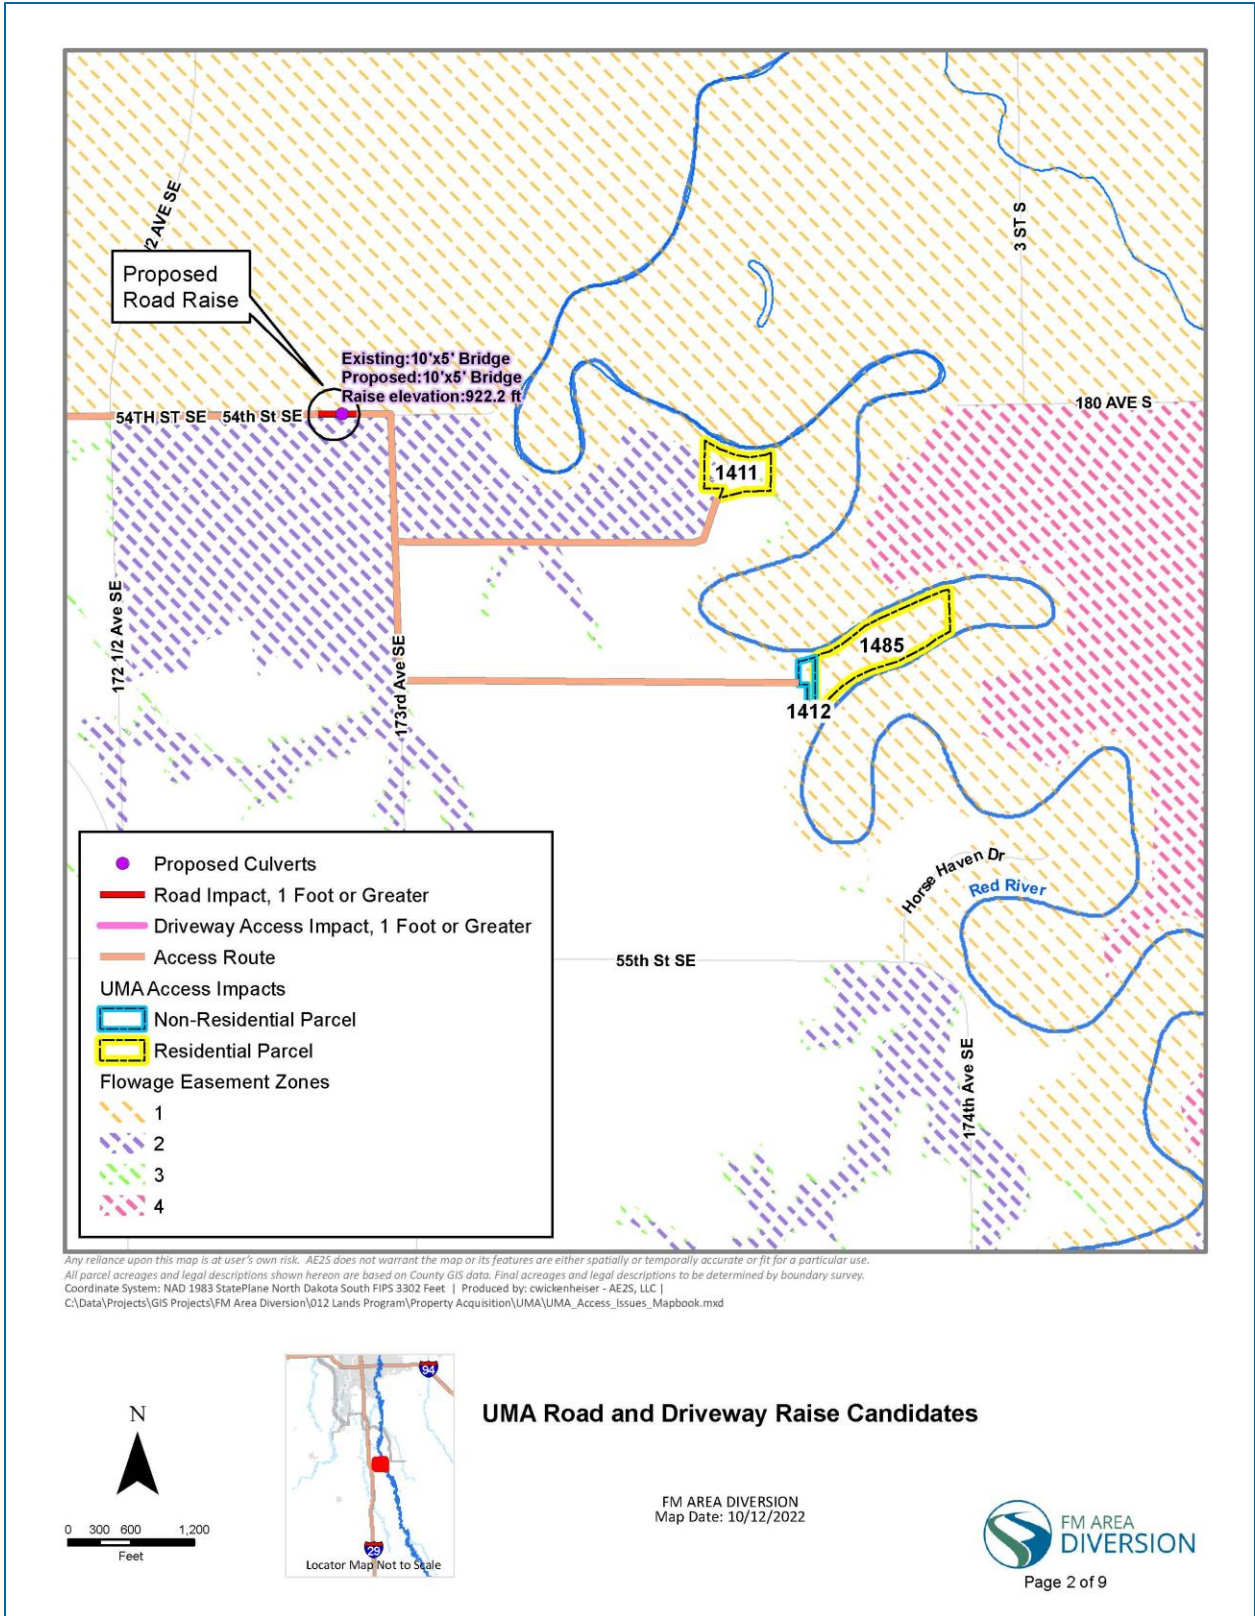 /2 AVE SE
3 ST S
Proposed
Road Raise
Existing:10'x5' Bridge
Proposed:10'x5' Bridge
Raise elevation:922.2 ft
54TH ST SE
54th St SE
180 AVE S
1411
172 1/2 Ave SE
173rd Ave SE
1485
1412
Horse Haven Dr
Red River
55th St SE
174th Ave SE
Proposed Culverts
Road Impact, 1 Foot or Greater
Driveway Access Impact, 1 Foot or Greater
Access Route
UMA Access Impacts
Non-Residential Parcel
Residential Parcel
Flowage Easement Zones
1
2
3
4
Any reliance upon this map is at user's own risk. AE2S does not warrant the map or its features are either spatially or temporally accurate or fit for a particular use.
All parcel acreages and legal descriptions shown hereon are based on County GIS data. Final acreages and legal descriptions to be determined by boundary survey.
Coordinate System: NAD 1983 StatePlane North Dakota South FIPS 3302 Feet | Produced by: cwickenheiser - AE2S, LLC |
C:\Data\Projects\GIS Projects\FM Area Diversion\012 Lands Program\Property Acquisition\UMA\UMA_Access_Issues_Mapbook.mxd
N
0 300 600 1,200
Feet
94
29
Locator Map Not to Scale
UMA Road and Driveway Raise Candidates
FM AREA DIVERSION
Map Date: 10/12/2022
FM AREA
DIVERSION
Page 2 of 9